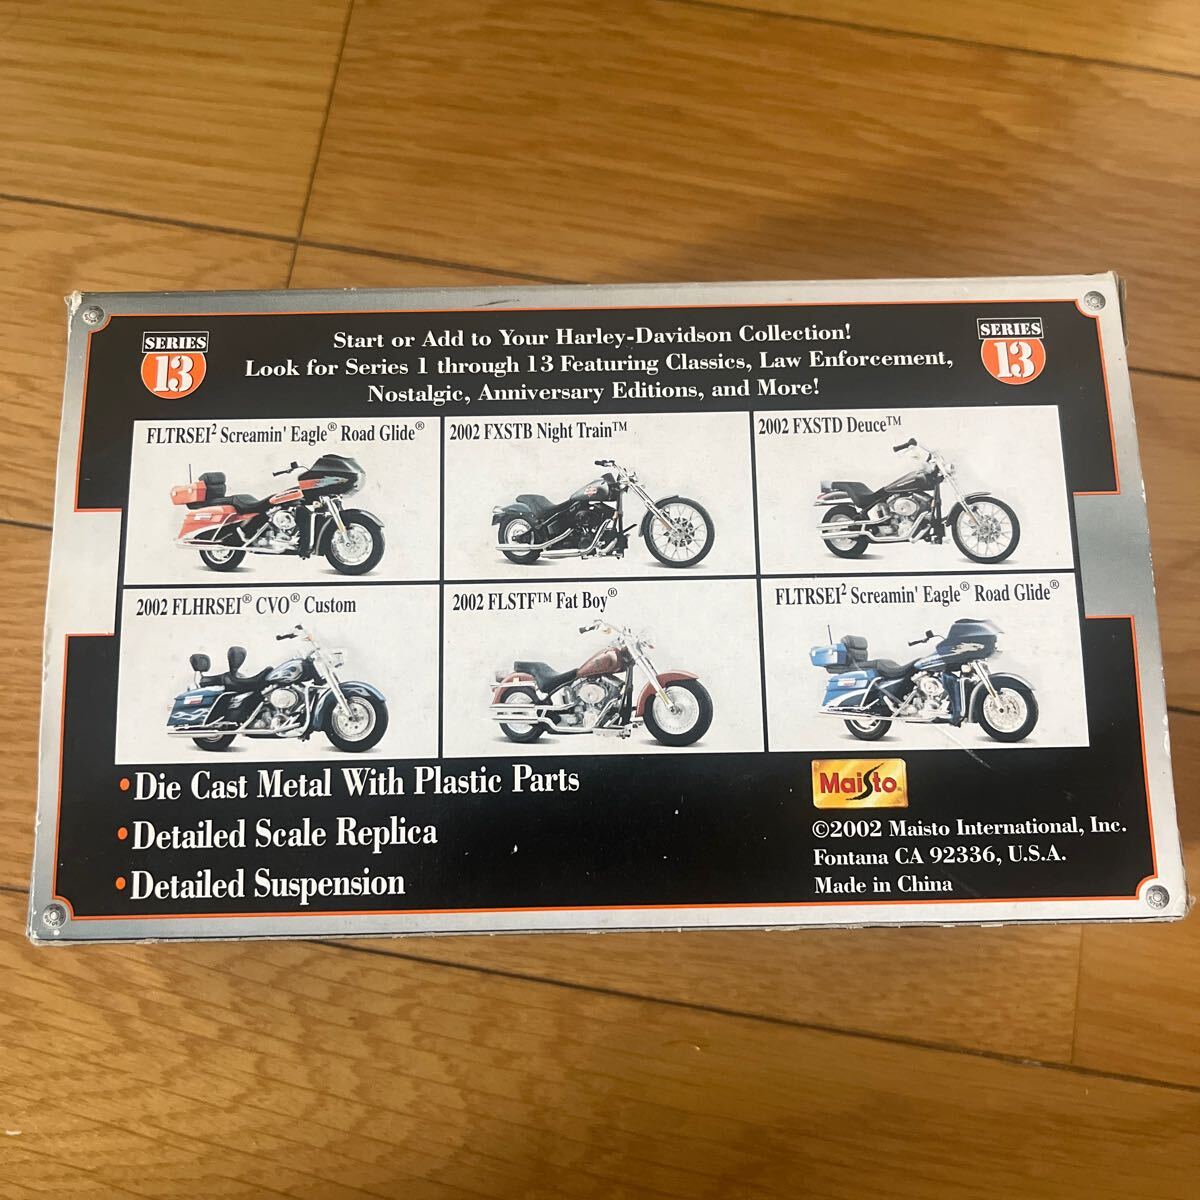 SERIES
13
Start or Add to Your Harley-Davidson Collection!
Look for Series 1 through 13 Featuring Classics, Law Enforcement,
Nostalgic, Anniversary Editions, and More!
SERIES
13
FLTRSEI² Screamin' Eagle® Road Glide®
2002 FXSTB Night Train™
2002 FXSTD Deuce™
2002 FLHRSEI® CVO® Custom
2002 FLSTF™ Fat Boy®
FLTRSEI² Screamin' Eagle® Road Glide®
•Die Cast Metal With Plastic Parts
•Detailed Scale Replica
•Detailed Suspension
Maisto
©2002 Maisto International, Inc.
Fontana CA 92336, U.S.A.
Made in China